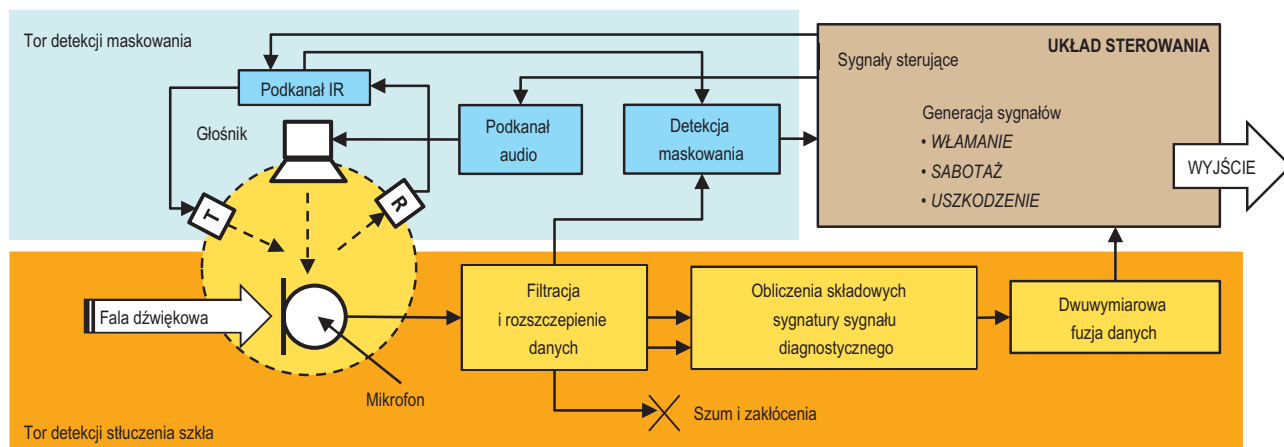 Tor detekcji maskowania
UKŁAD STEROWANIA
Sygnały sterujące
Podkanał IR
Głośnik
Podkanał
audio
Detekcja
maskowania
Generacja sygnałów
• WŁAMANIE
• SABOTAŻ
• USZKODZENIE
WYJŚCIE
T
R
Fala dźwiękowa
Filtracja
i rozszczepienie
danych
Obliczenia składowych
sygnatury sygnału
diagnostycznego
Dwuwymiarowa
fuzja danych
Mikrofon
Szum i zakłócenia
Tor detekcji stłuczenia szkła